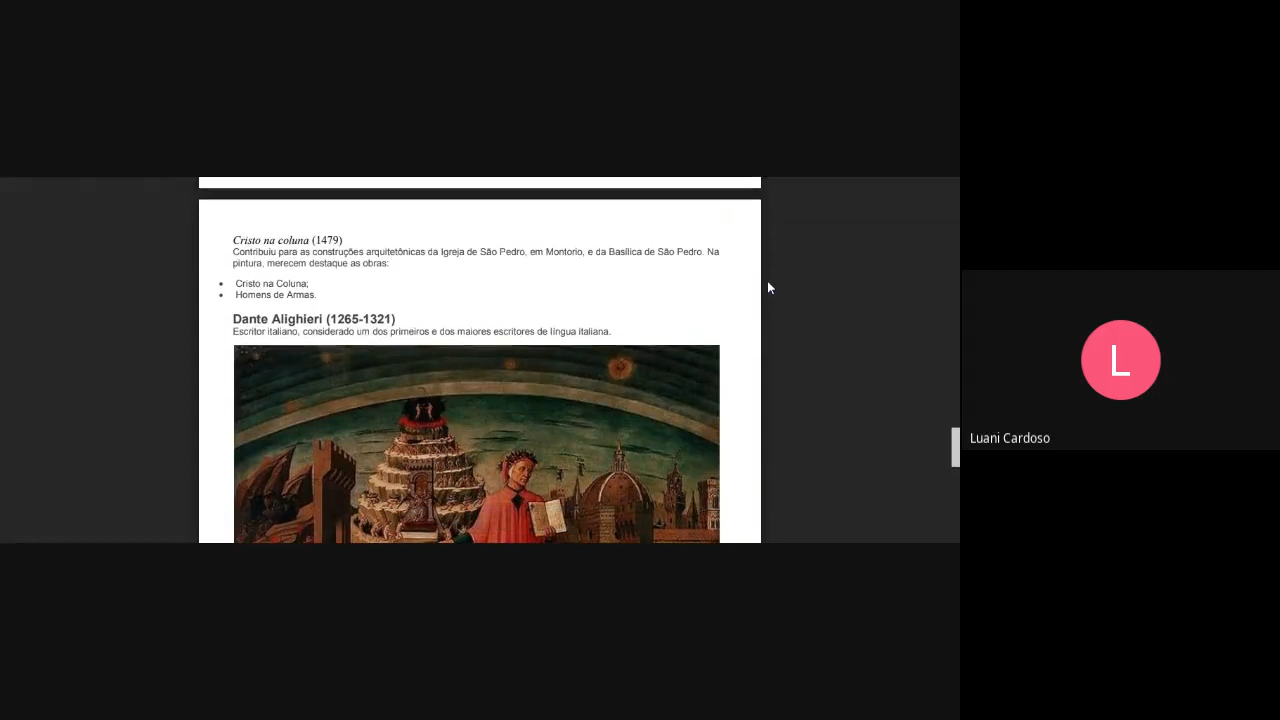 Cristo na coluna (1479)
Contribuiu para as construções arquitetônicas da Igreja de São Pedro, em Montorio, e da Basílica de São Pedro. Na
pintura, merecem destaque as obras:
• Cristo na Coluna;
• Homens de Armas.
Dante Alighieri (1265-1321)
Escritor italiano, considerado um dos primeiros e dos maiores escritores de língua italiana.
L
Luani Cardoso